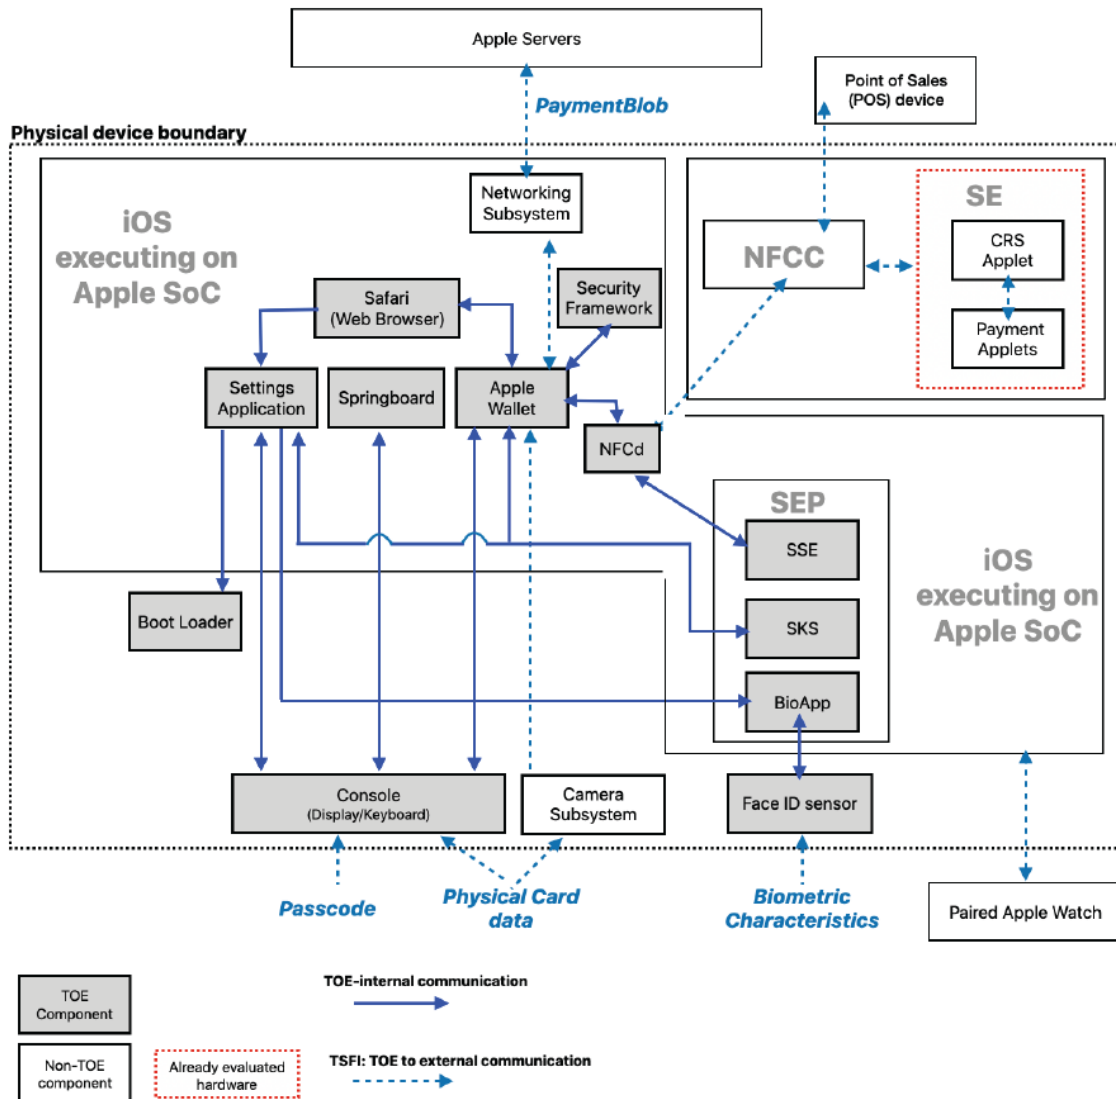 Apple Servers
Point of Sales
(POS) device
PaymentBlob
Physical device boundary
iOS
executing on
Apple SoC
Networking
Subsystem
SE
NFCC
CRS
Applet
Payment
Applets
Safari
(Web Browser)
Security
Framework
Settings
Application
Springboard
Apple
Wallet
NFCd
SEP
SSE
SKS
BioApp
iOS
executing on
Apple SoC
Boot Loader
Console
(Display/Keyboard)
Camera
Subsystem
Face ID sensor
Passcode
Physical Card
data
Biometric
Characteristics
Paired Apple Watch
TOE
Component
TOE-internal communication
Non-TOE
component
Already evaluated
hardware
TSFI: TOE to external communication